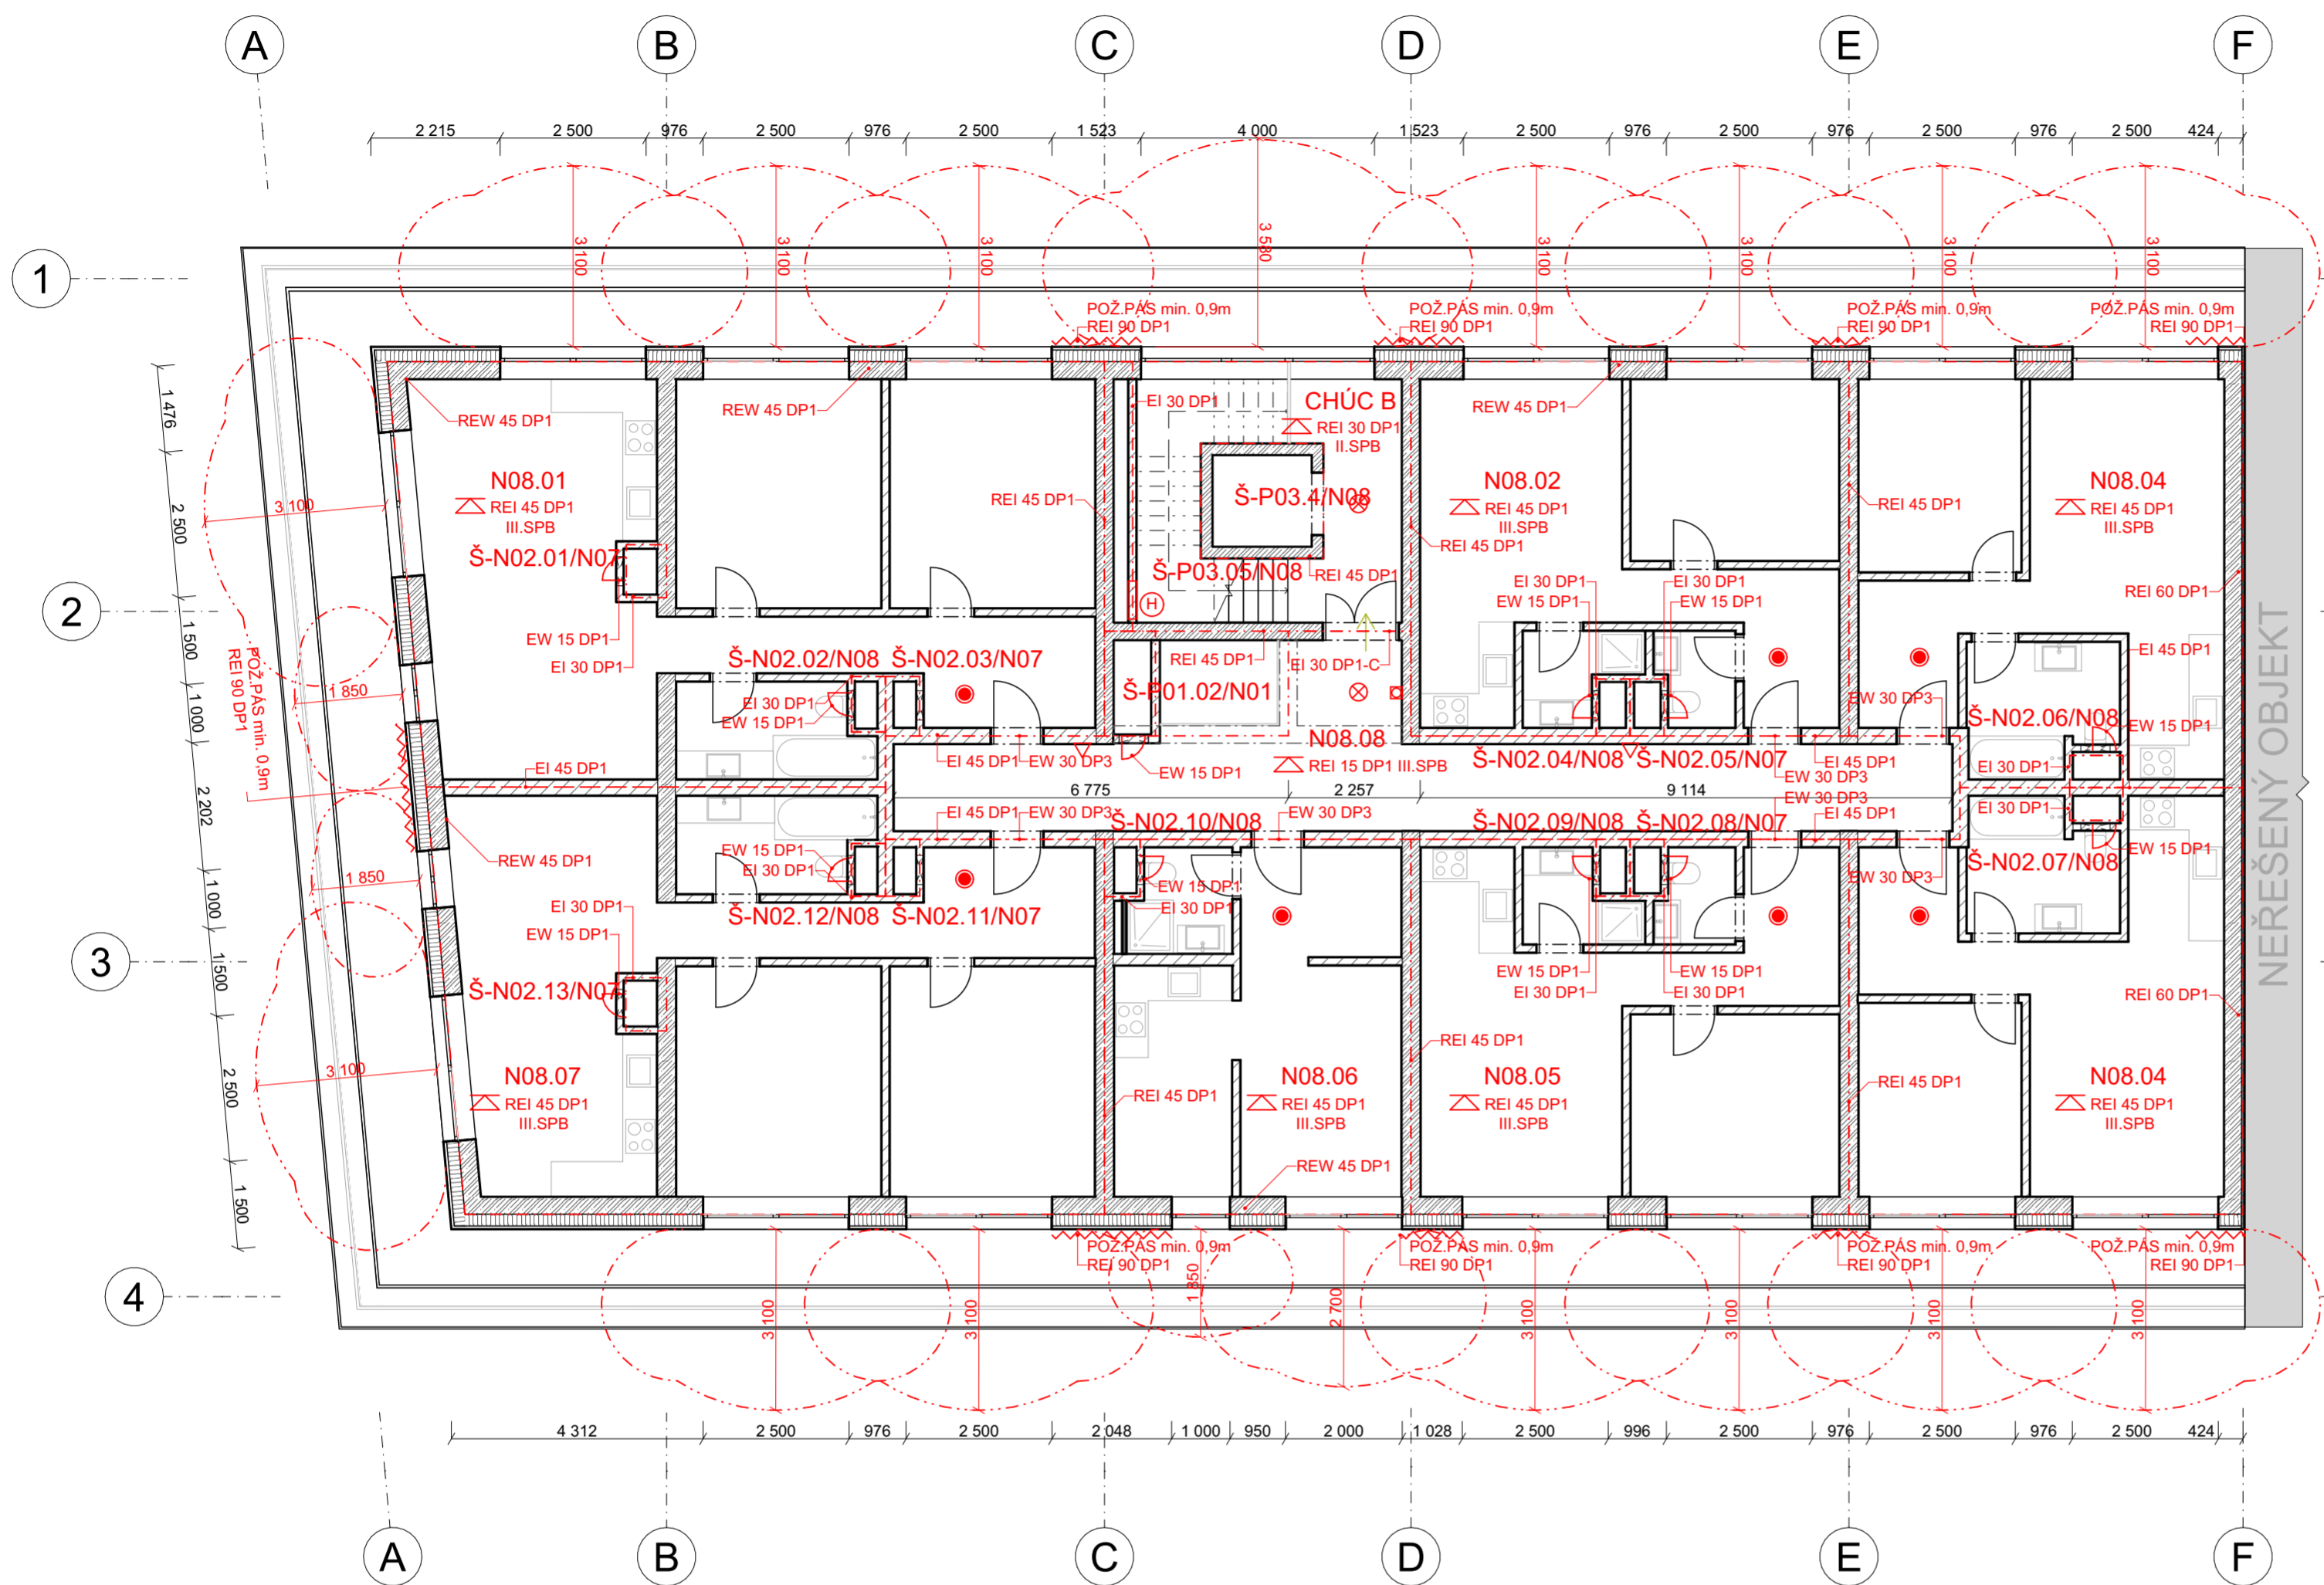 A
B
C
D
E
F
2 215
2 500
976
2 500
976
2 500
1 523
4 000
1 523
2 500
976
2 500
976
2 500
976
2 500
424
3 100
3 100
3 100
3 580
3 100
3 100
3 100
3 100
1
POŽ.PÁS min. 0,9m
REI 90 DP1
POŽ.PÁS min. 0,9m
REI 90 DP1
POŽ.PÁS min. 0,9m
REI 90 DP1
POŽ.PÁS min. 0,9m
REI 90 DP1
1 476
2 500
1 500
1 000
2 202
1 000
1 500
2 500
1 500
REW 45 DP1
REW 45 DP1
EI 30 DP1
CHÚC B
REI 30 DP1
II.SPB
REW 45 DP1
N08.01
REI 45 DP1
III.SPB
REI 45 DP1
Š-P03.4/N08
N08.02
REI 45 DP1
III.SPB
REI 45 DP1
REI 45 DP1
N08.04
REI 45 DP1
III.SPB
3 100
Š-N02.01/N07
Š-P03.05/N08
REI 45 DP1
H
2
EI 30 DP1
EW 15 DP1
EI 30 DP1
EW 15 DP1
REI 60 DP1
EW 15 DP1
EI 30 DP1
Š-N02.02/N08
Š-N02.03/N07
REI 45 DP1
EI 30 DP1-C
EI 45 DP1
POŽ.PÁS min. 0,9m
REI 90 DP1
1 850
EI 30 DP1
EW 15 DP1
Š-P01.02/N01
EW 30 DP3
Š-N02.06/N08
EW 15 DP1
N08.08
REI 15 DP1 III.SPB
EI 45 DP1
EW 30 DP3
EW 15 DP1
Š-N02.04/N08
Š-N02.05/N07
EI 45 DP1
EW 30 DP3
EI 30 DP1
EI 45 DP1
6 775
2 257
9 114
NEŘEŠENÝ OBJEKT
EI 45 DP1
EW 30 DP3
Š-N02.10/N08
EW 30 DP3
Š-N02.09/N08
Š-N02.08/N07
EW 30 DP3
EI 45 DP1
EI 30 DP1
EW 15 DP1
Š-N02.07/N08
EW 30 DP3
REW 45 DP1
1 850
EW 15 DP1
EI 30 DP1
EW 15 DP1
EI 30 DP1
EI 30 DP1
EW 15 DP1
Š-N02.12/N08
Š-N02.11/N07
3
Š-N02.13/N07
EW 15 DP1
EI 30 DP1
EW 15 DP1
EI 30 DP1
REI 60 DP1
3 100
N08.07
REI 45 DP1
III.SPB
REI 45 DP1
N08.06
REI 45 DP1
III.SPB
REI 45 DP1
N08.05
REI 45 DP1
III.SPB
REI 45 DP1
N08.04
REI 45 DP1
III.SPB
REW 45 DP1
POŽ.PÁS min. 0,9m
REI 90 DP1
POŽ.PÁS min. 0,9m
REI 90 DP1
POŽ.PÁS min. 0,9m
REI 90 DP1
POŽ.PÁS min. 0,9m
REI 90 DP1
4
3 100
3 100
1 850
2 700
3 100
3 100
3 100
3 100
4 312
2 500
976
2 500
2 048
1 000
950
2 000
1 028
2 500
996
2 500
976
2 500
976
2 500
424
A
B
C
D
E
F